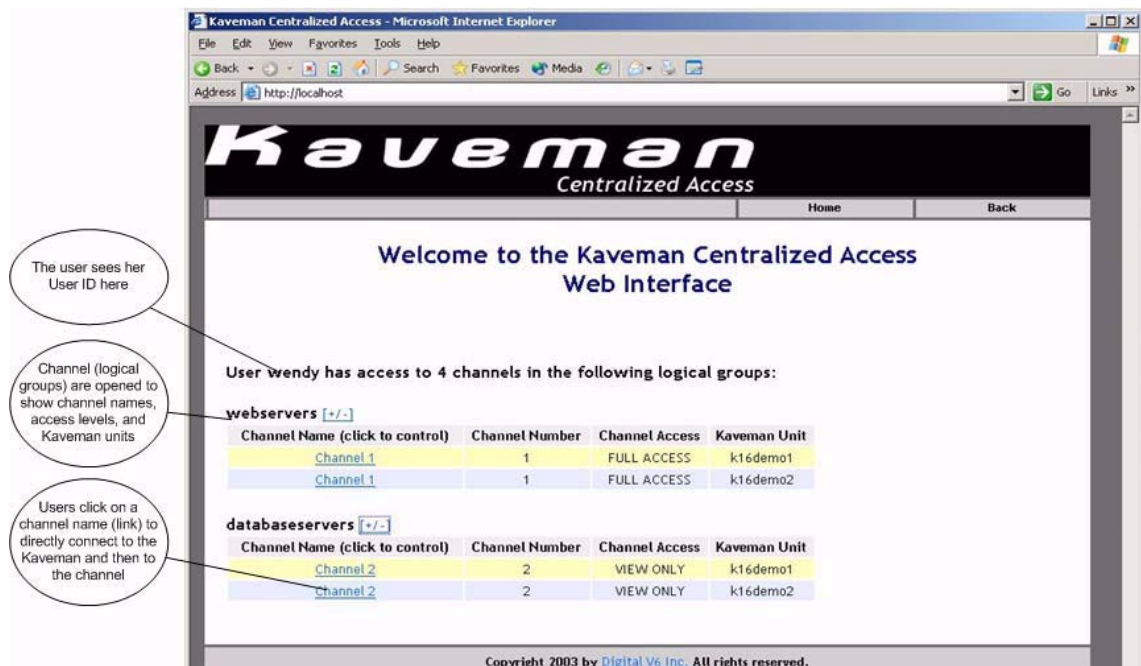 Kaveman Centralized Access - Microsoft Internet Explorer
File Edit View Favorites Tools Help
Back Search Favorites Media
Address http://localhost Go Links »
Kaveman
Centralized Access
Home Back
Welcome to the Kaveman Centralized Access
Web Interface
The user sees her
User ID here
User wendy has access to 4 channels in the following logical groups:
Channel (logical
groups) are opened to
show channel names,
access levels, and
Kaveman units
webservers [+/-]
Channel Name (click to control) Channel Number Channel Access Kaveman Unit
Channel 1 1 FULL ACCESS k16demo1
Channel 1 1 FULL ACCESS k16demo2
Users click on a
channel name (link) to
directly connect to the
Kaveman and then to
the channel
databaseservers [+/-]
Channel Name (click to control) Channel Number Channel Access Kaveman Unit
Channel 2 2 VIEW ONLY k16demo1
Channel 2 2 VIEW ONLY k16demo2
Copyright 2003 by Digital V6 Inc. All rights reserved.